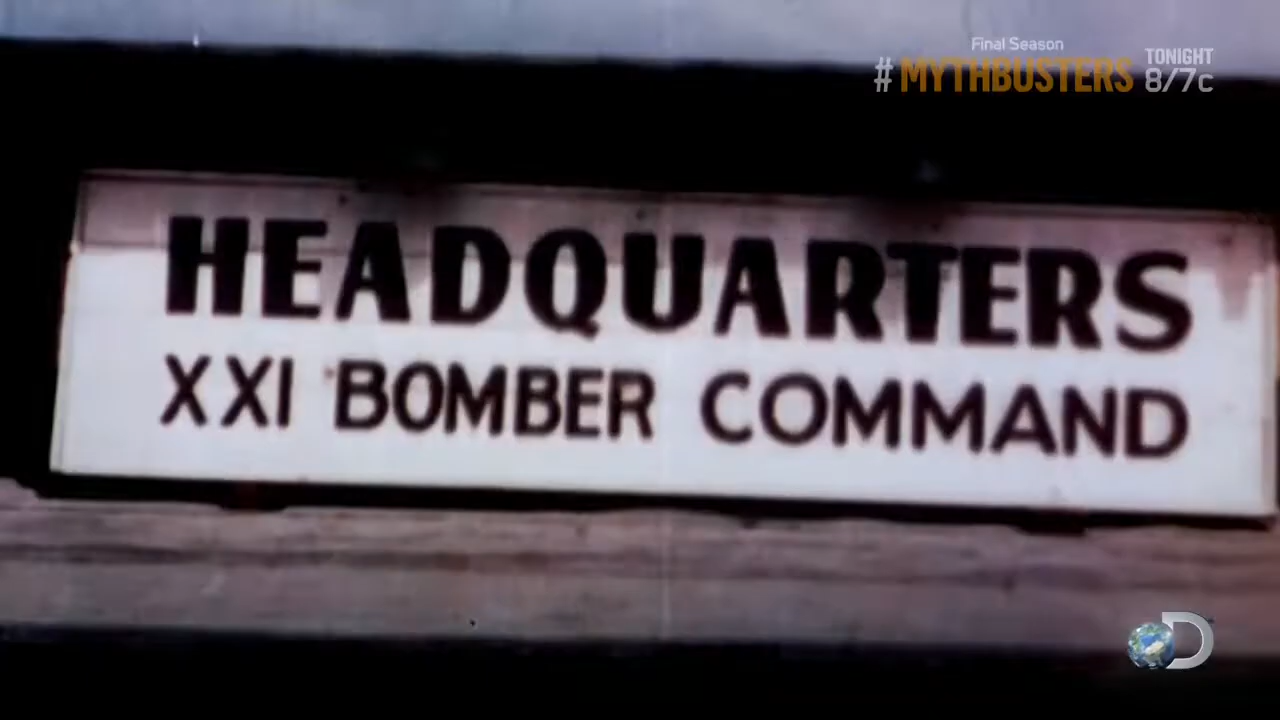 Final Season
#MYTHBUSTERS TONIGHT 8/7c
HEADQUARTERS
XXI BOMBER COMMAND